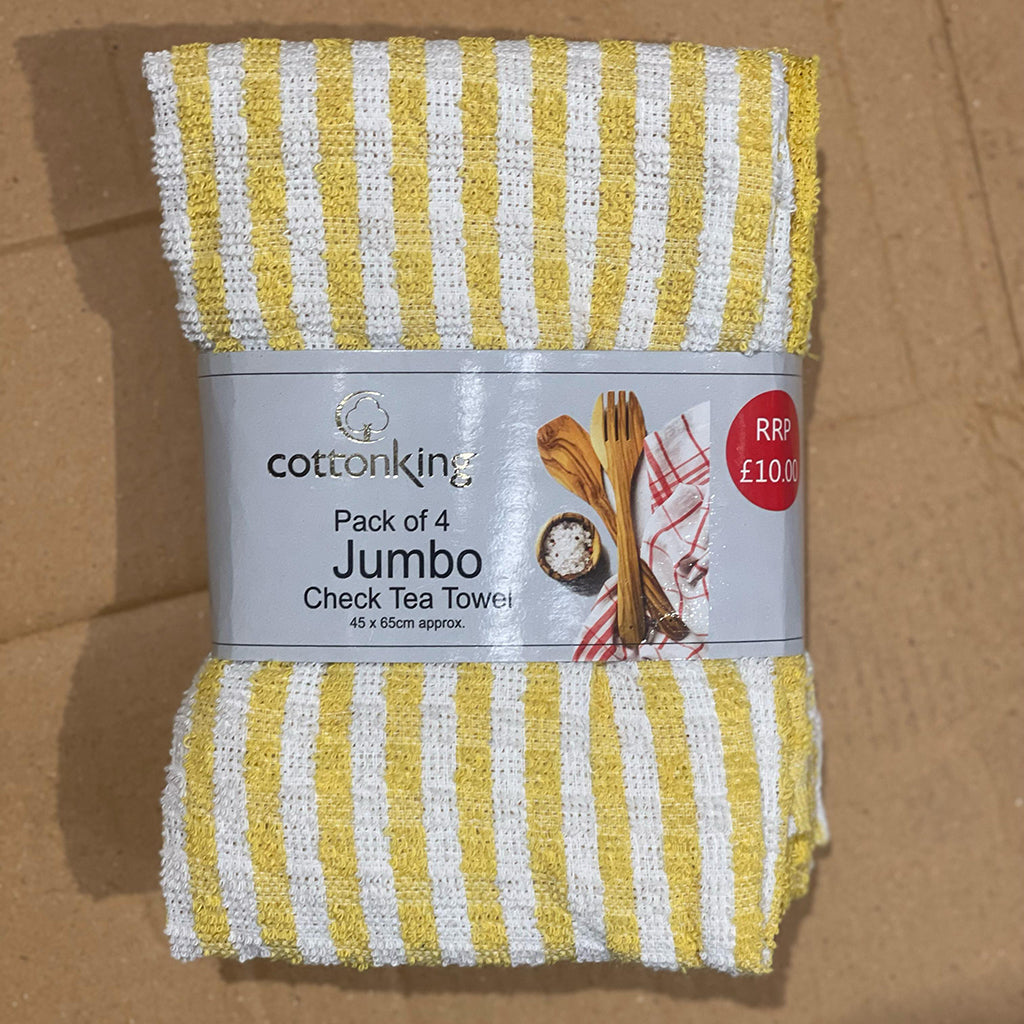 cottonking
Pack of 4
Jumbo
Check Tea Towel
45 x 65cm approx.
RRP
£10.00